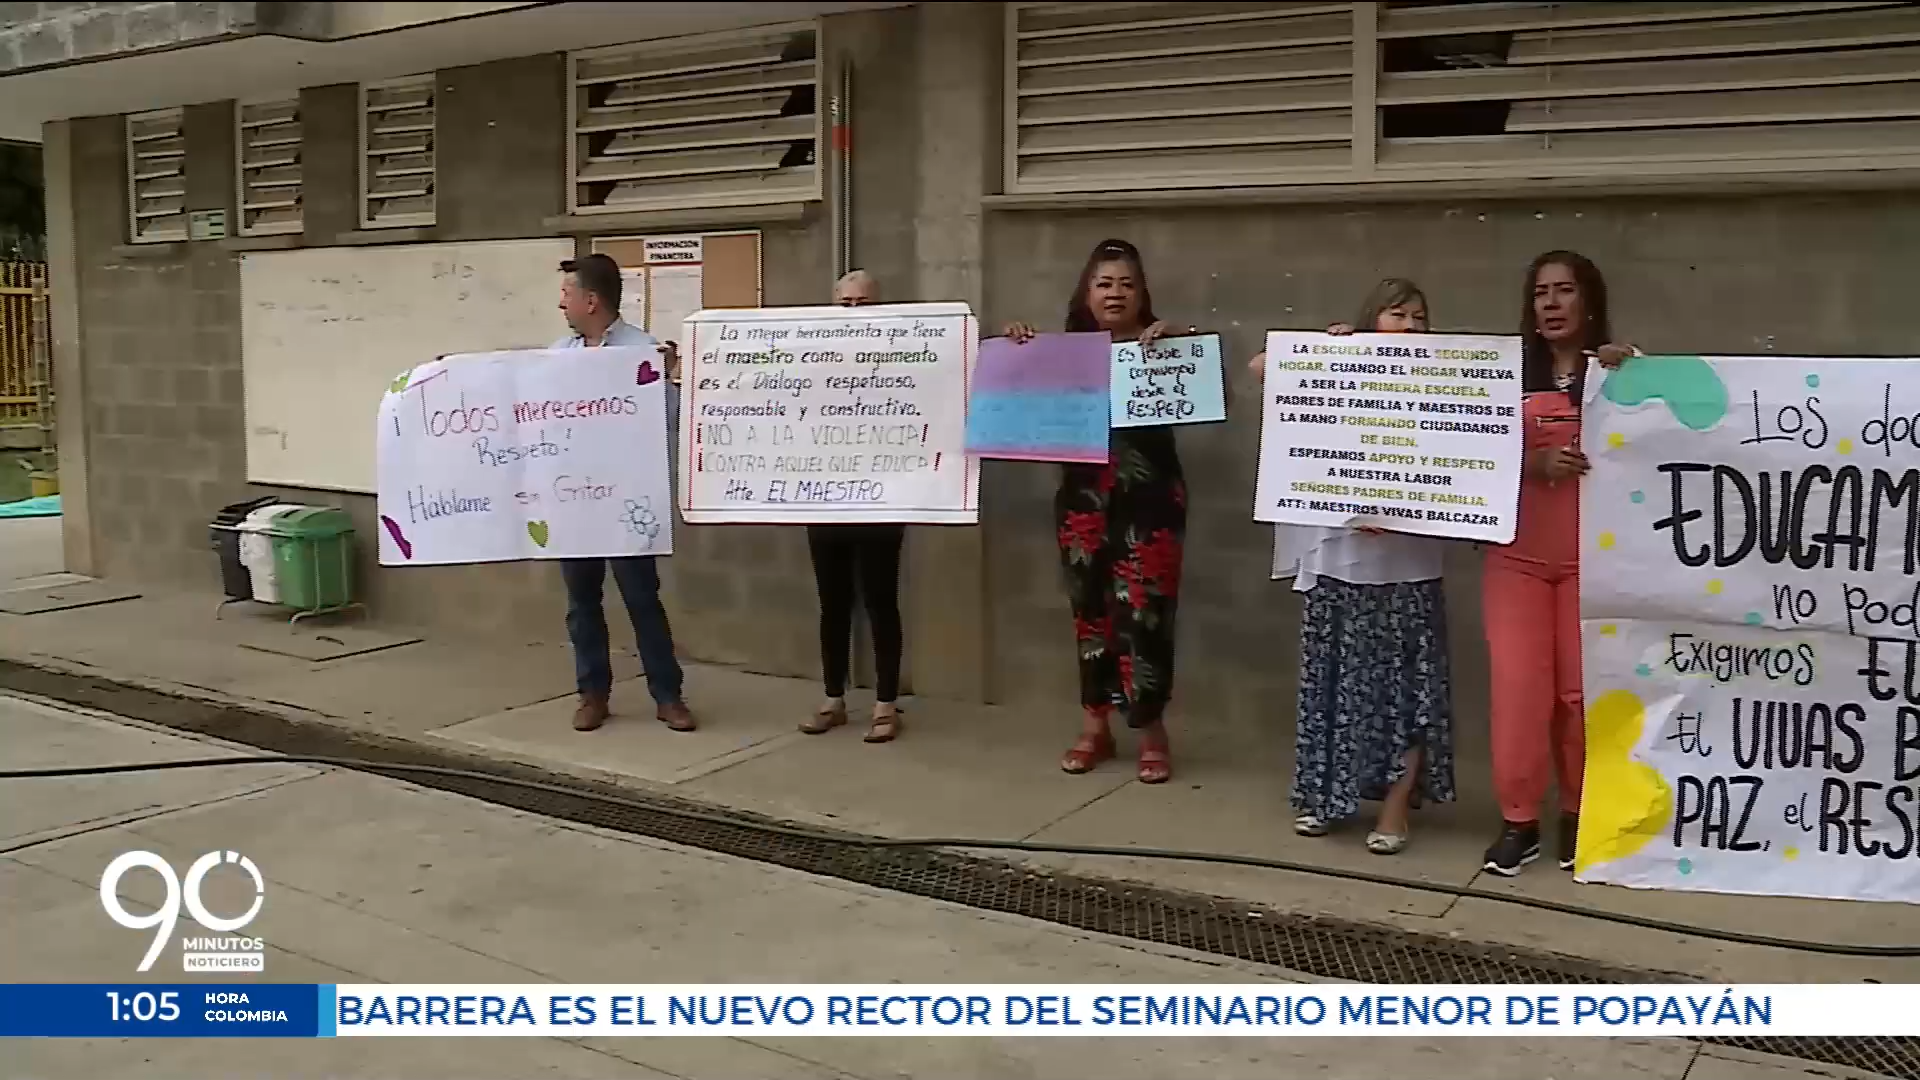 INFORMACIÓN
FINANCIERA
¡Todos merecemos
Respeto!
Háblame sin Gritar
La mejor herramienta que tiene
el maestro como argumento
es el Diálogo respetuoso,
responsable y constructivo.
¡NO A LA VIOLENCIA!
¡CONTRA AQUEL QUE EDUCA!
Atte EL MAESTRO
Es posible la
convivencia
desde el
RESPETO
LA ESCUELA SERA EL SEGUNDO
HOGAR, CUANDO EL HOGAR VUELVA
A SER LA PRIMERA ESCUELA.
PADRES DE FAMILIA Y MAESTROS DE
LA MANO FORMANDO CIUDADANOS
DE BIEN.
ESPERAMOS APOYO Y RESPETO
A NUESTRA LABOR
SEÑORES PADRES DE FAMILIA.
ATT: MAESTROS VIVAS BALCAZAR
Los doc
EDUCAM
no pod
Exigimos
El VIVAS B
PAZ, el RES
90
MINUTOS
NOTICIERO
1:05 HORA
COLOMBIA
BARRERA ES EL NUEVO RECTOR DEL SEMINARIO MENOR DE POPAYÁN